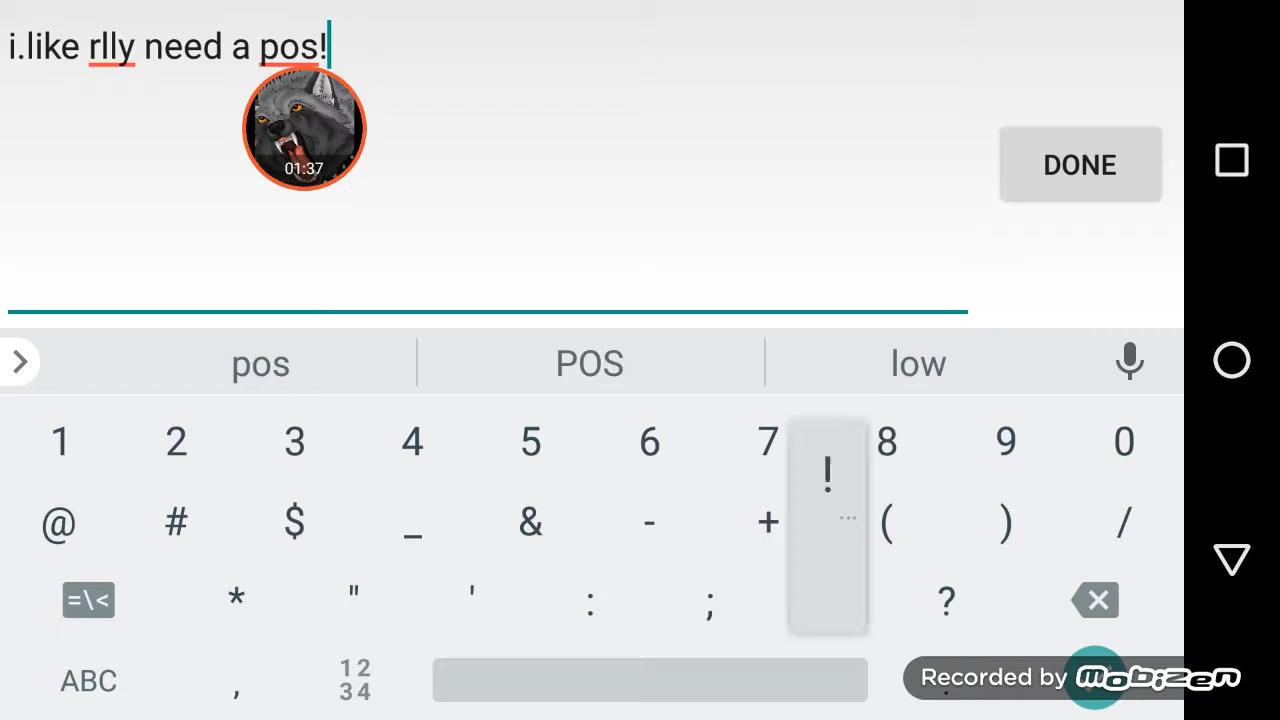 i.like rlly need a pos!
01:37
DONE
pos POS low
1 2 3 4 5 6 7 8 9 0
@ # $ _ & - + ( ) /
!
=\< * " ' : ; ?
ABC , 12 34 .
Recorded by mobizen